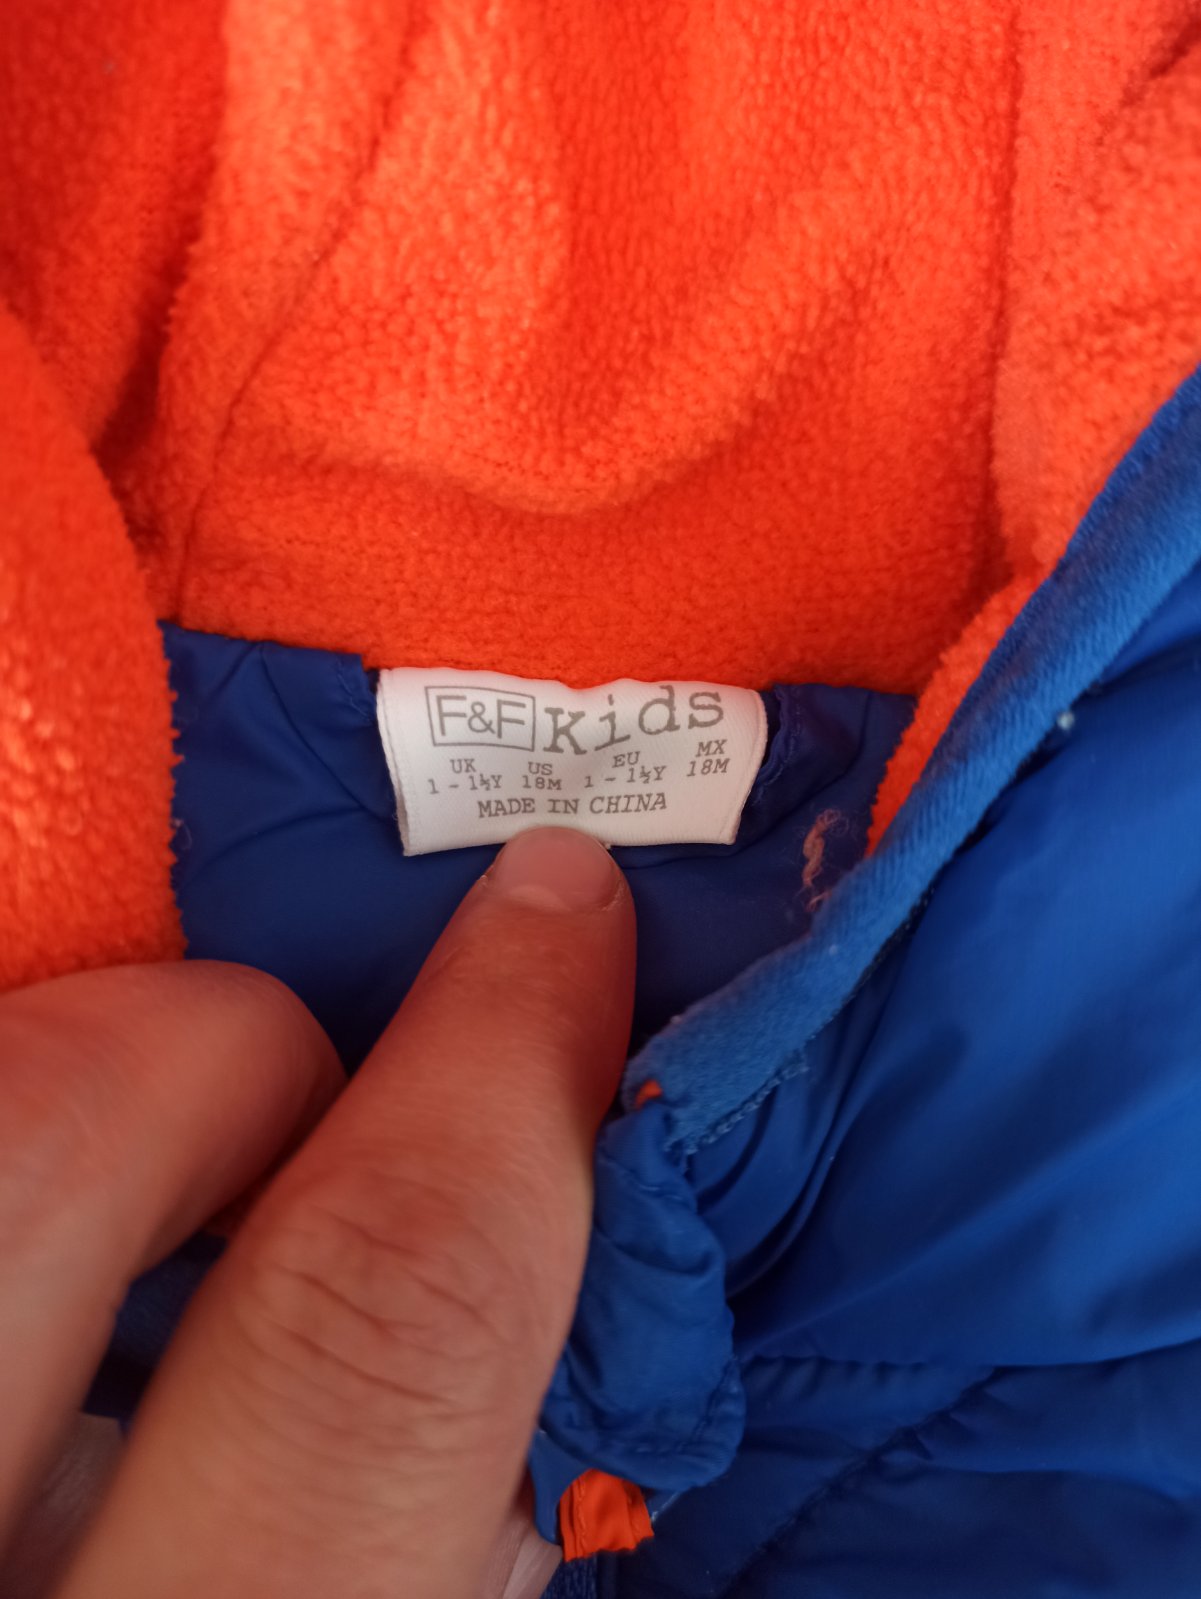 F&F Kids
UK US EU MX
1 - 1½Y 18M 1 - 1½Y 18M
MADE IN CHINA